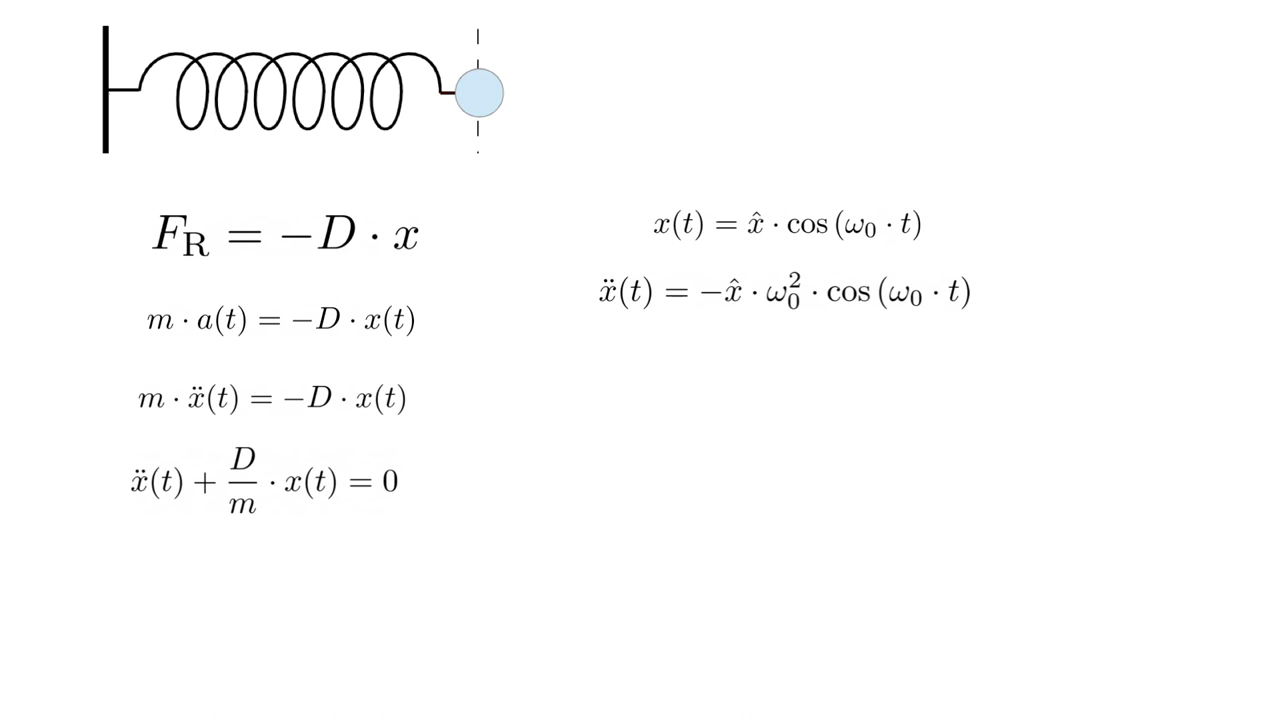 F_R = −D · x
m · a(t) = −D · x(t)
m · ẍ(t) = −D · x(t)
ẍ(t) + D/m · x(t) = 0
x(t) = x̂ · cos (ω₀ · t)
ẍ(t) = −x̂ · ω₀² · cos (ω₀ · t)